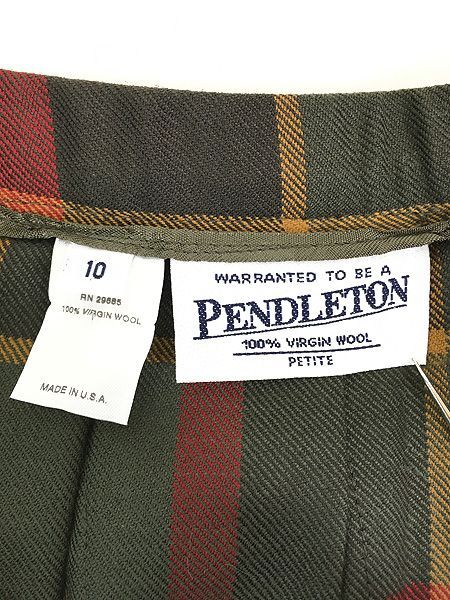 10
RN 29685
100% VIRGIN WOOL
MADE IN U.S.A.
WARRANTED TO BE A
PENDLETON
100% VIRGIN WOOL
PETITE